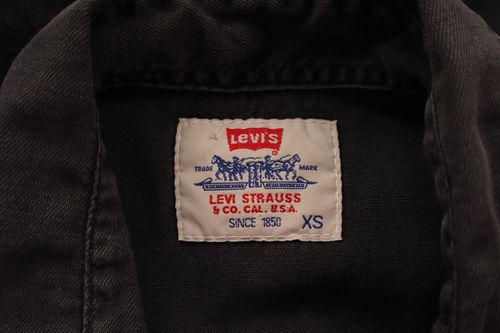 Levi's
®
TRADE MARK
LEVI STRAUSS
& CO. CAL. U.S.A.
SINCE 1850 XS